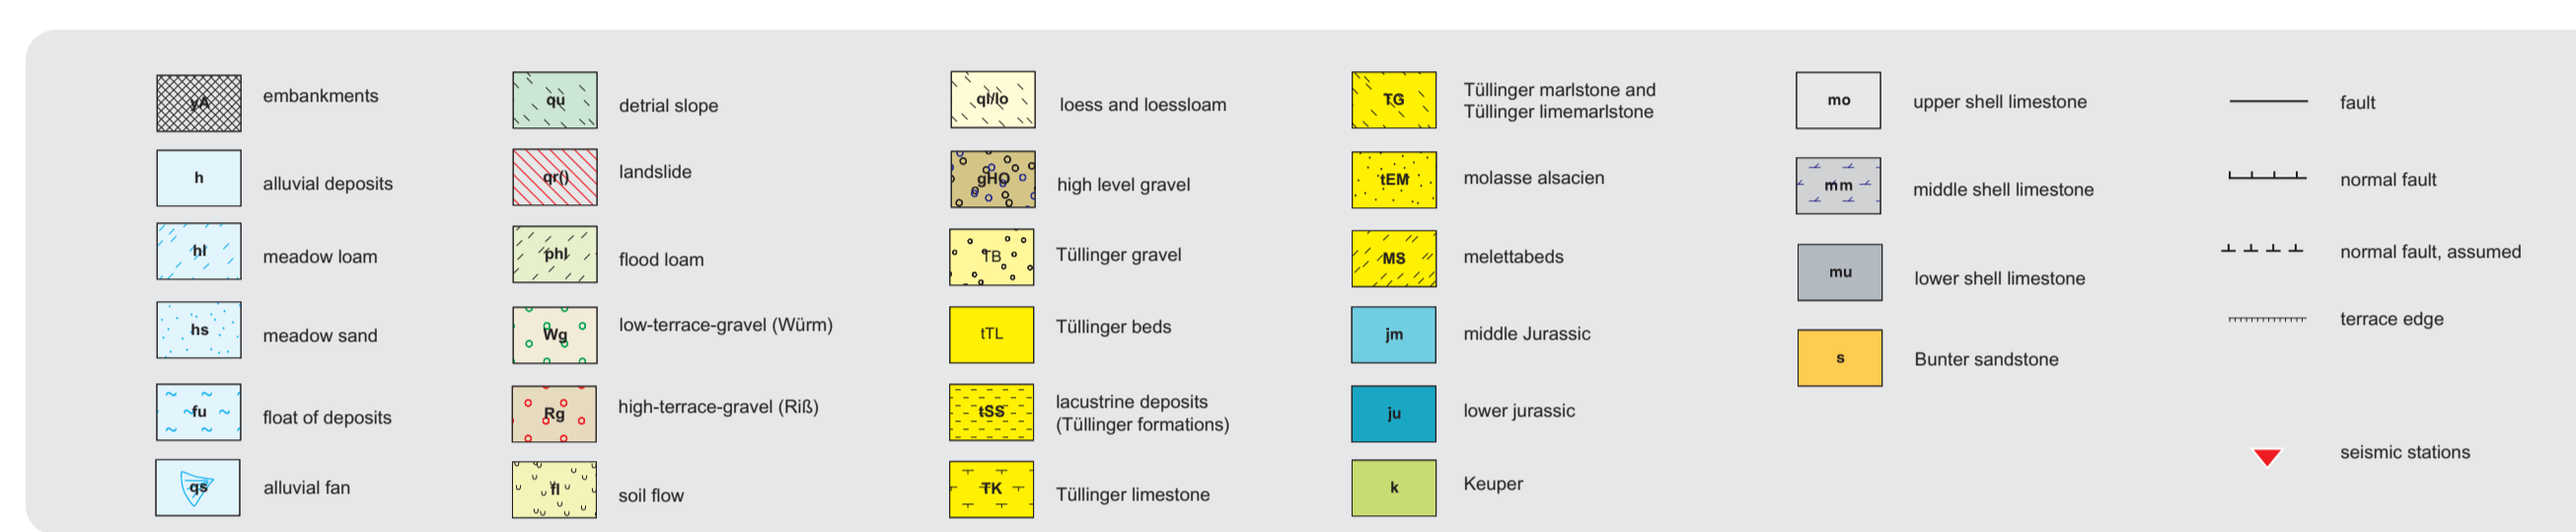 yA embankments
h alluvial deposits
hl meadow loam
hs meadow sand
fu float of deposits
qs alluvial fan
qu detrial slope
qr() landslide
phl flood loam
Wg low-terrace-gravel (Würm)
Rg high-terrace-gravel (Riß)
fl soil flow
ql/lo loess and loessloam
gHO high level gravel
TB Tüllinger gravel
tTL Tüllinger beds
tSS lacustrine deposits
(Tüllinger formations)
TK Tüllinger limestone
TG Tüllinger marlstone and
Tüllinger limemarlstone
tEM molasse alsacien
MS melettabeds
jm middle Jurassic
ju lower jurassic
k Keuper
mo upper shell limestone
mm middle shell limestone
mu lower shell limestone
s Bunter sandstone
fault
normal fault
normal fault, assumed
terrace edge
seismic stations